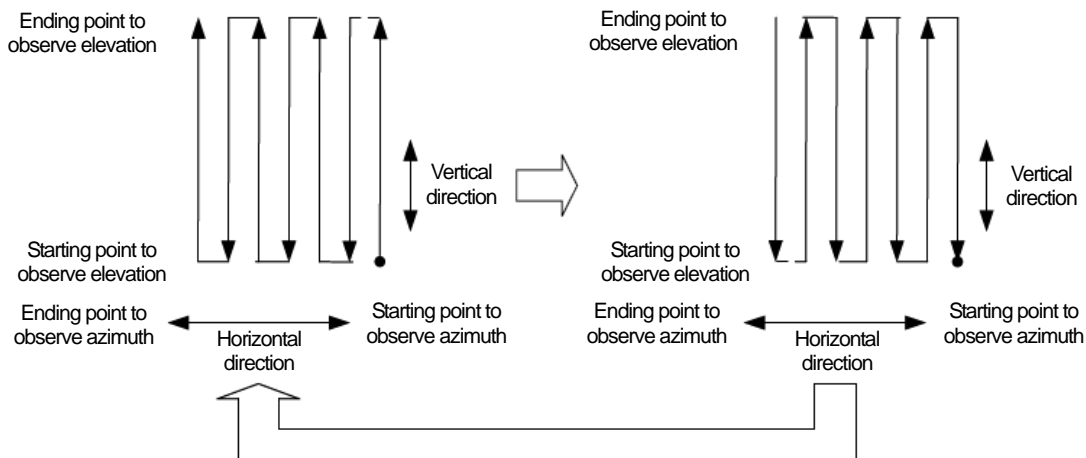 Ending point to
observe elevation
Vertical
direction
Starting point to
observe elevation
Ending point to
observe azimuth
Starting point to
observe azimuth
Horizontal
direction
Ending point to
observe elevation
Vertical
direction
Starting point to
observe elevation
Ending point to
observe azimuth
Starting point to
observe azimuth
Horizontal
direction